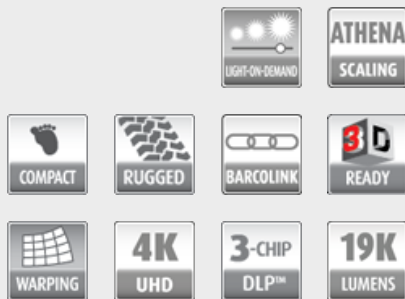 LIGHT-ON-DEMAND
ATHENA
SCALING
COMPACT
RUGGED
BARCOLINK
3D
READY
WARPING
4K
UHD
3-CHIP
DLP™
19K
LUMENS